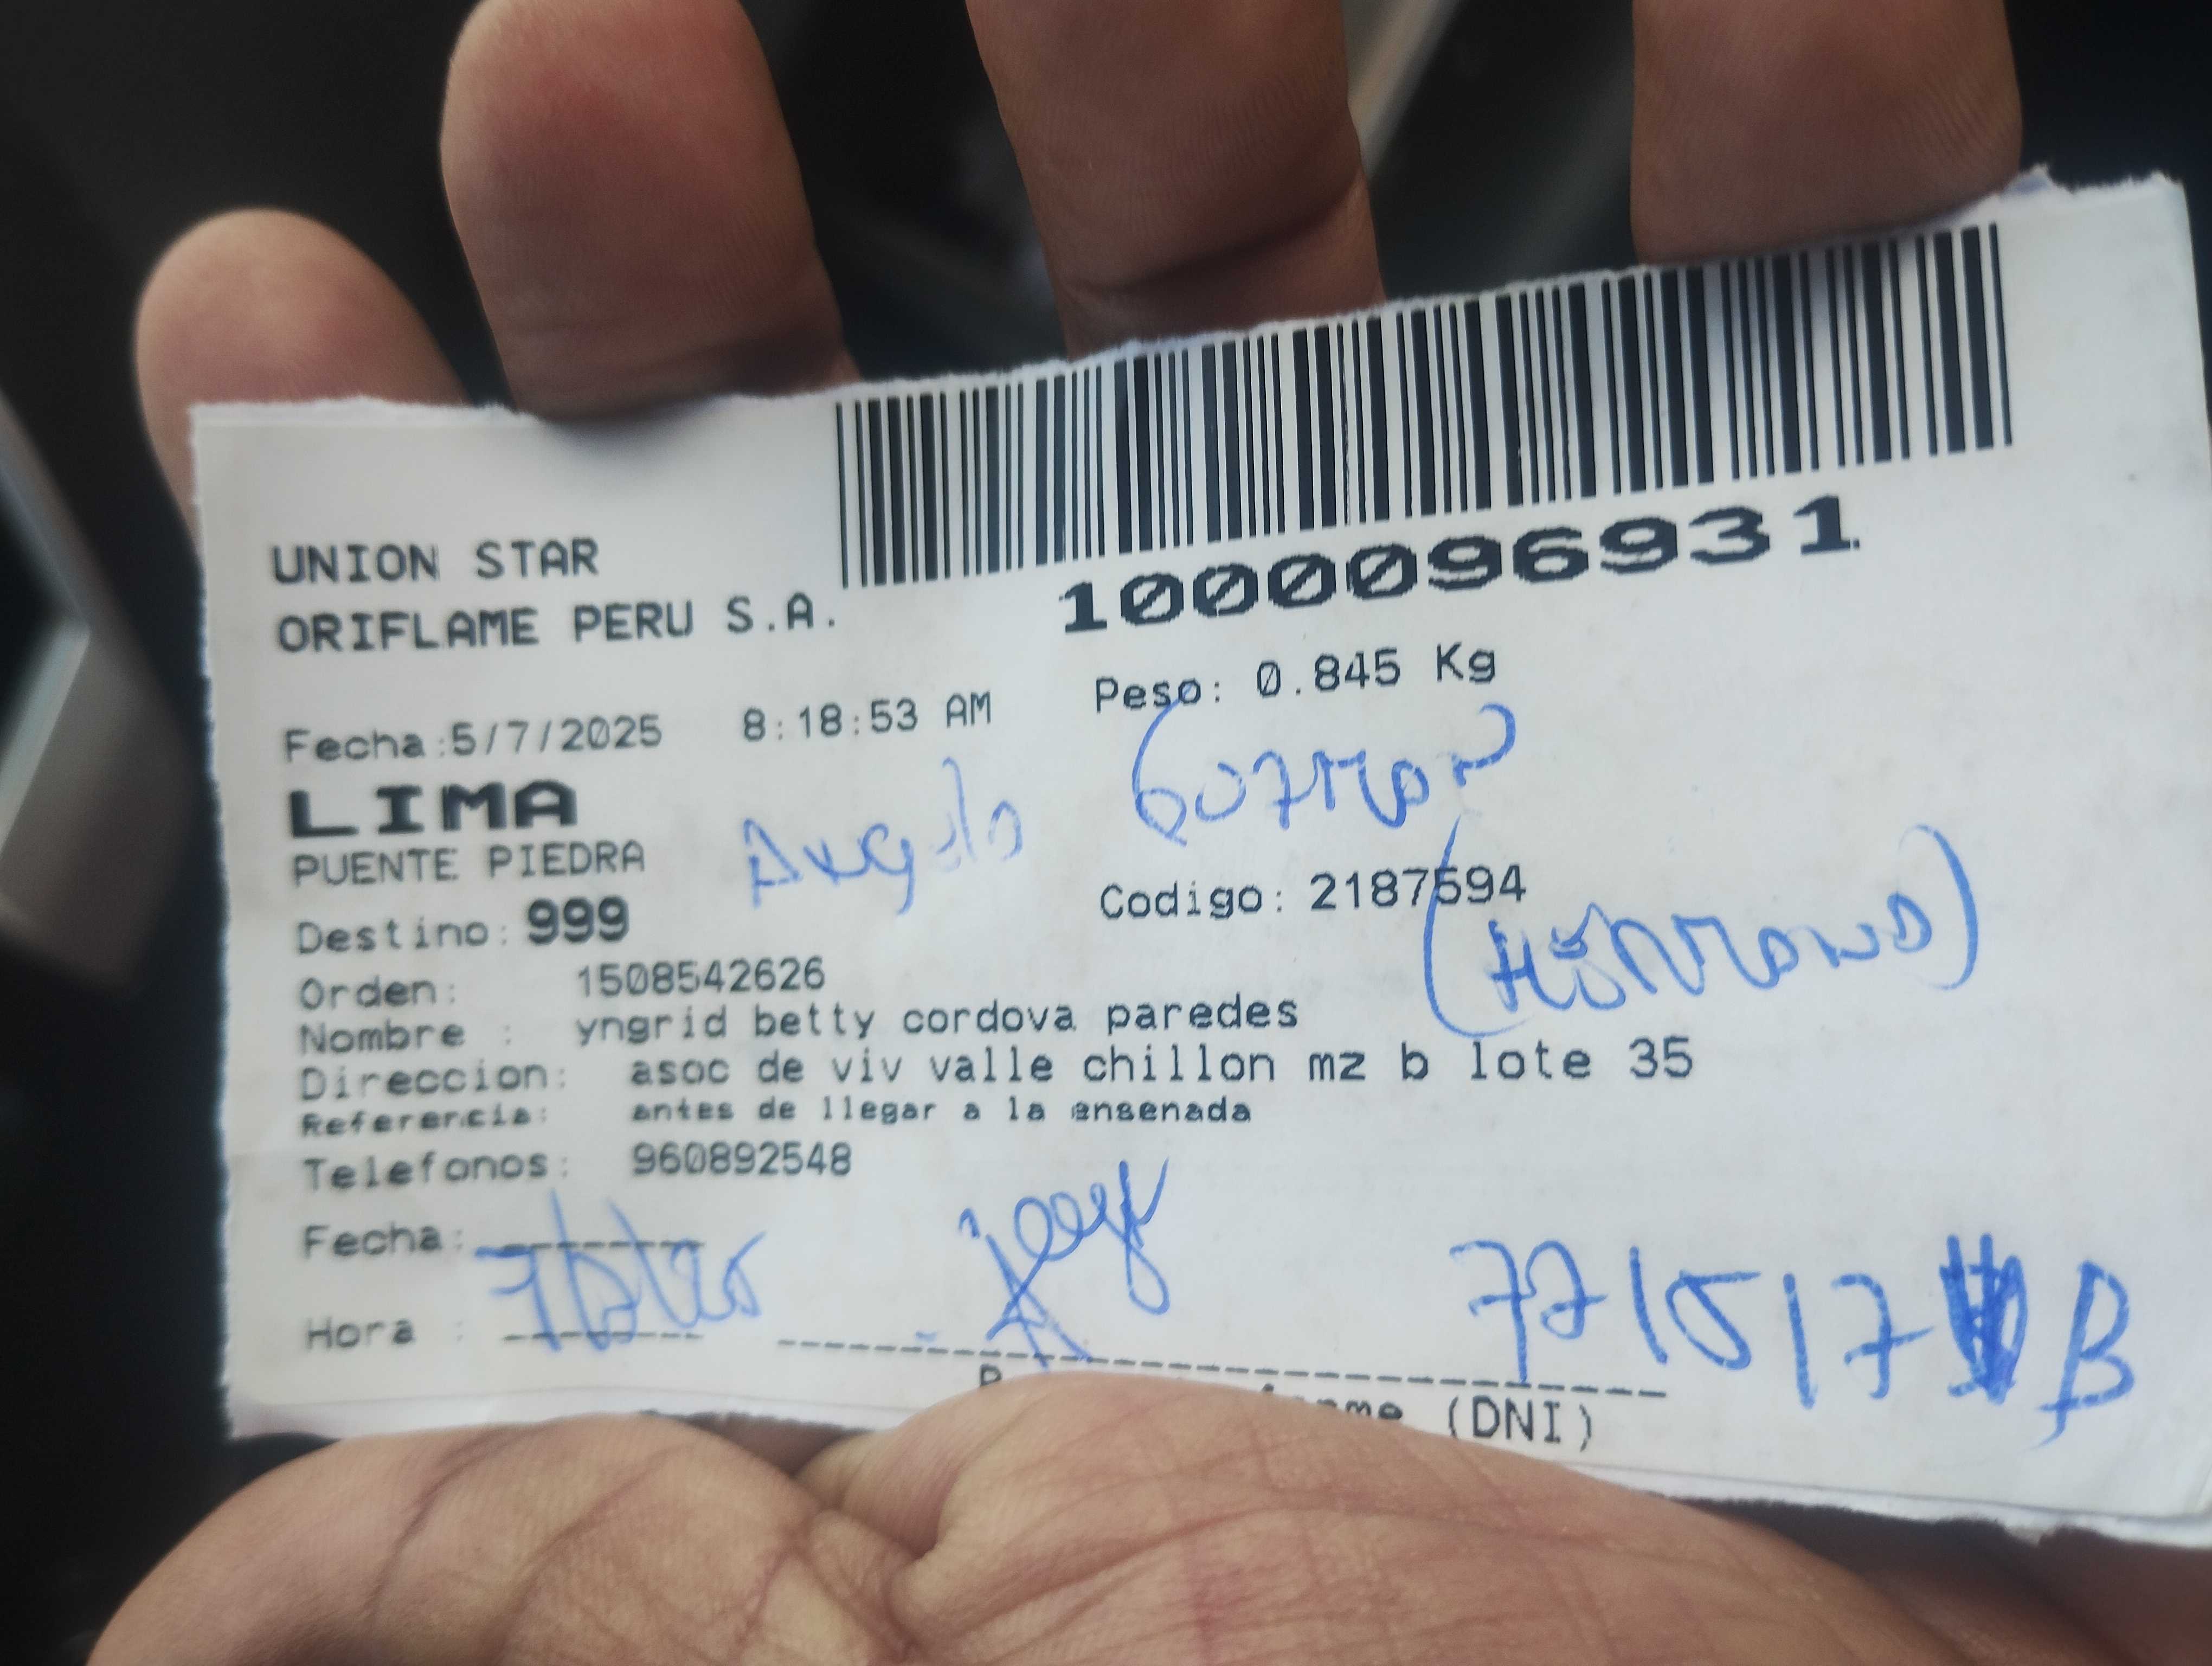 UNION STAR
ORIFLAME PERU S.A.
1000096931
Fecha:5/7/2025 8:18:53 AM
Peso: 0.845 Kg
LIMA
PUENTE PIEDRA
Angelo Guzman
Destino: 999
Codigo: 2187594
(Hermano)
Orden: 1508542626
Nombre : yngrid betty cordova paredes
Direccion: asoc de viv valle chillon mz b lote 35
Referencia: antes de llegar a la ensenada
Telefonos: 960892548
Fecha:
Hora :
771517 B
(DNI)